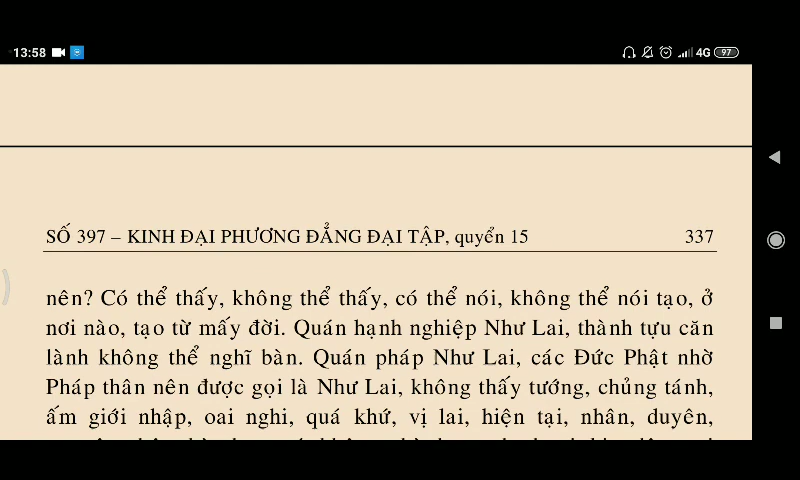 13:58 4G 97
SỐ 397 – KINH ĐẠI PHƯƠNG ĐẲNG ĐẠI TẬP, quyển 15 337
nên? Có thể thấy, không thể thấy, có thể nói, không thể nói tạo, ở
nơi nào, tạo từ mấy đời. Quán hạnh nghiệp Như Lai, thành tựu căn
lành không thể nghĩ bàn. Quán pháp Như Lai, các Đức Phật nhờ
Pháp thân nên được gọi là Như Lai, không thấy tướng, chủng tánh,
ấm giới nhập, oai nghi, quá khứ, vị lai, hiện tại, nhân, duyên,